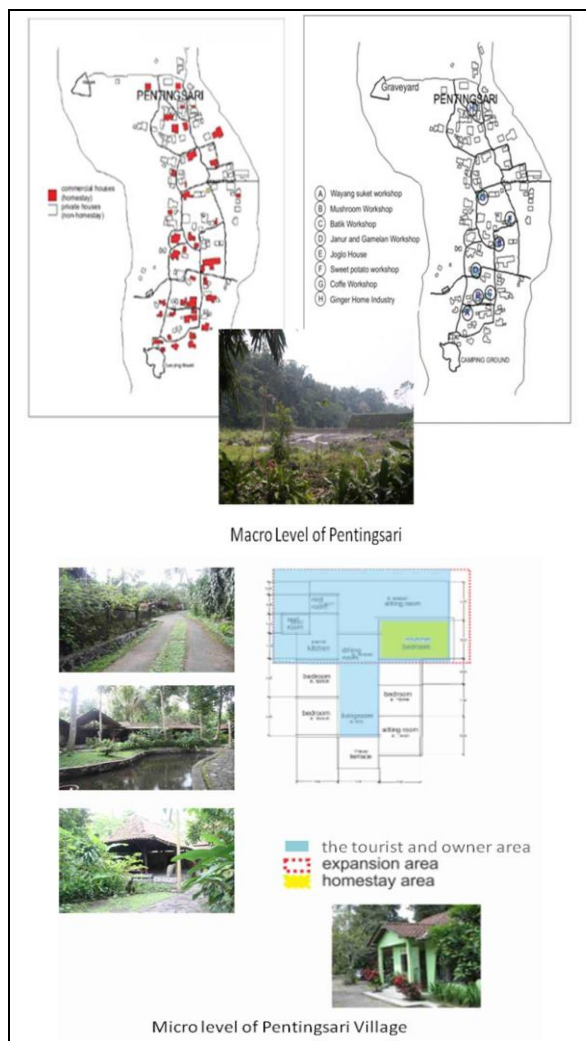 PENTINGSARI
commercial houses
(homestay)
private houses
(non-homestay)
Graveyard
PENTINGSARI
A Wayang suket workshop
B Mushroom Workshop
C Batik Workshop
D Janur and Gamelan Workshop
E Joglo House
F Sweet potato workshop
G Coffe Workshop
H Ginger Home Industry
CAMPING GROUND
Macro Level of Pentingsari
sitting room
kitchen
bedroom
bedroom
bedroom
bedroom
livingroom
sitting room
terrace
the tourist and owner area
expansion area
homestay area
Micro level of Pentingsari Village